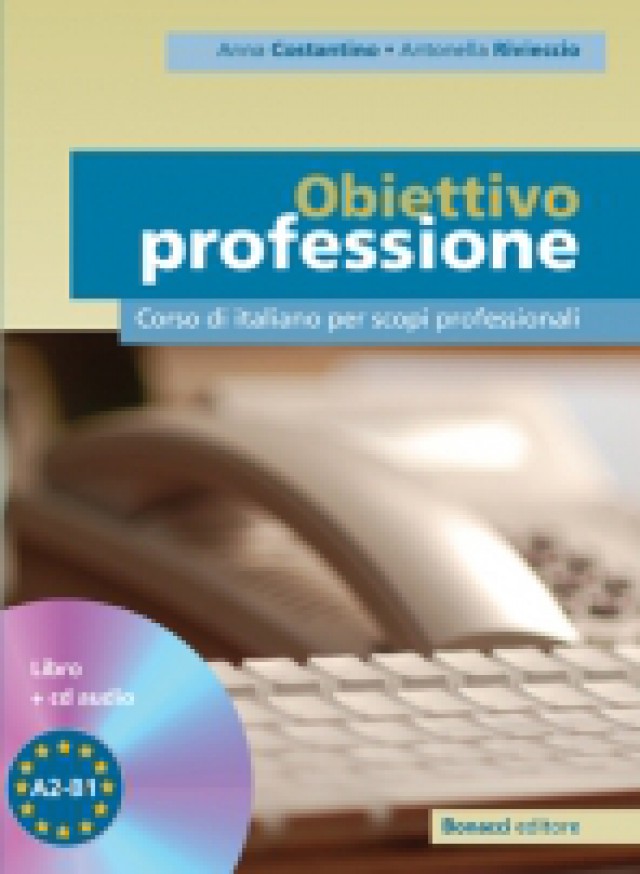 Anna Costantino • Antonella Rivieccio
Obiettivo
professione
Corso di italiano per scopi professionali
Libro
+ cd audio
A2-B1
Bonacci editore